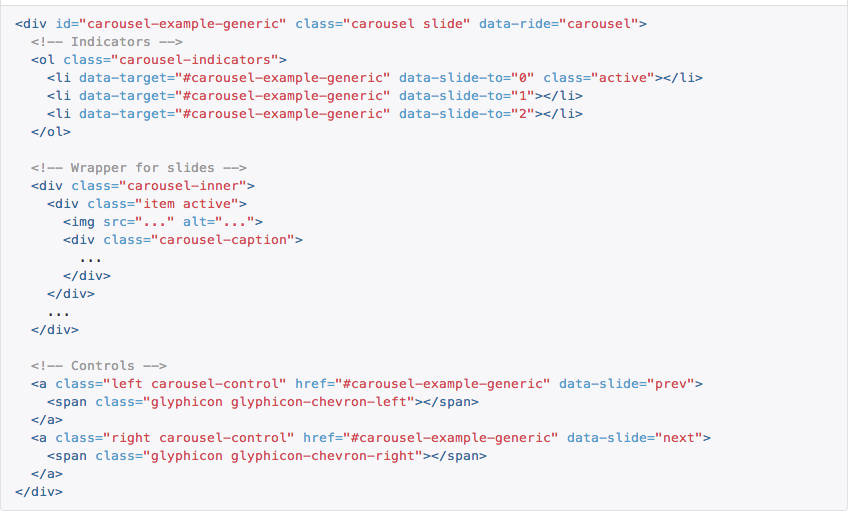 <div id="carousel-example-generic" class="carousel slide" data-ride="carousel">
  <!-- Indicators -->
  <ol class="carousel-indicators">
    <li data-target="#carousel-example-generic" data-slide-to="0" class="active"></li>
    <li data-target="#carousel-example-generic" data-slide-to="1"></li>
    <li data-target="#carousel-example-generic" data-slide-to="2"></li>
  </ol>

  <!-- Wrapper for slides -->
  <div class="carousel-inner">
    <div class="item active">
      <img src="..." alt="...">
      <div class="carousel-caption">
        ...
      </div>
    </div>
    ...
  </div>

  <!-- Controls -->
  <a class="left carousel-control" href="#carousel-example-generic" data-slide="prev">
    <span class="glyphicon glyphicon-chevron-left"></span>
  </a>
  <a class="right carousel-control" href="#carousel-example-generic" data-slide="next">
    <span class="glyphicon glyphicon-chevron-right"></span>
  </a>
</div>